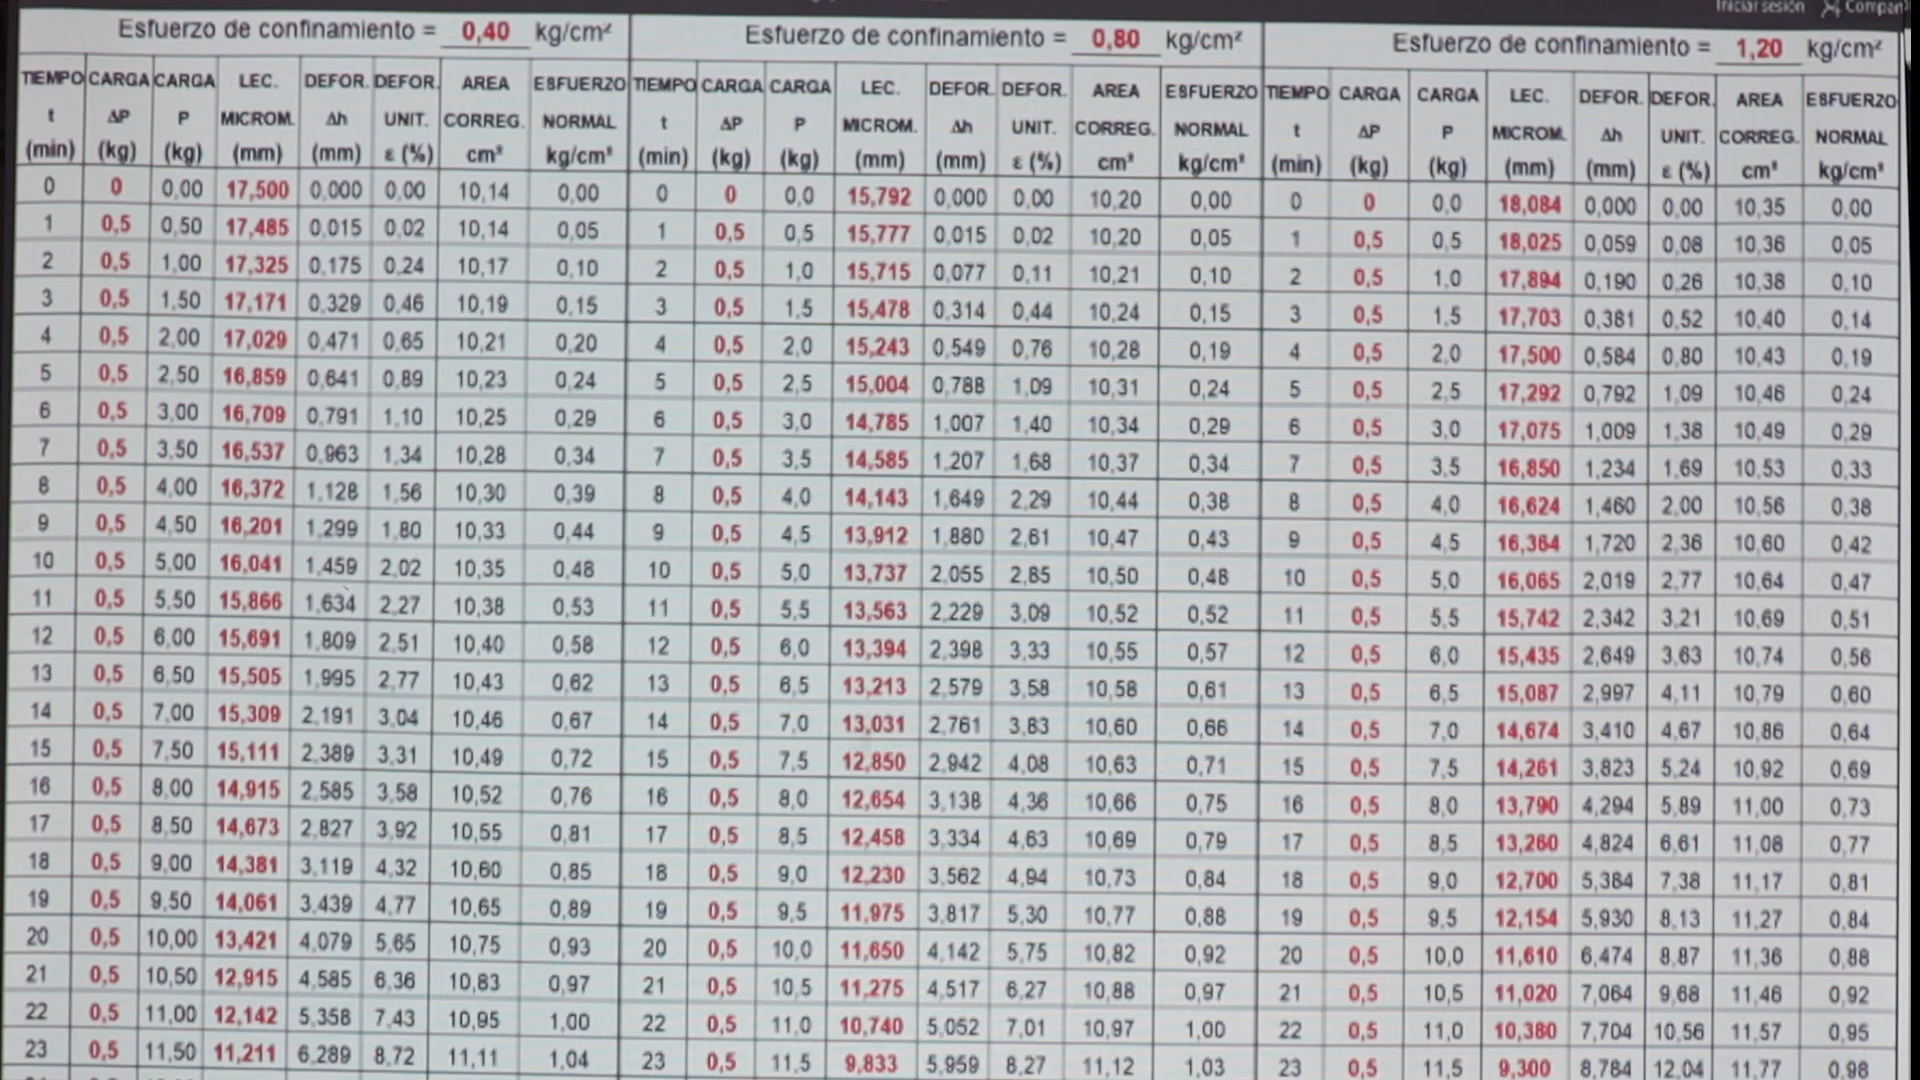 Iniciar sesión
Esfuerzo de confinamiento = 0,40 kg/cm² Esfuerzo de confinamiento = 0,80 kg/cm² Esfuerzo de confinamiento = 1,20 kg/cm²
TIEMPO CARGA CARGA LEC. DEFOR. DEFOR. AREA ESFUERZO TIEMPO CARGA CARGA LEC. DEFOR. DEFOR. AREA ESFUERZO TIEMPO CARGA CARGA LEC. DEFOR. DEFOR. AREA ESFUERZO
t ΔP P MICROM. Δh UNIT. CORREG. NORMAL t ΔP P MICROM. Δh UNIT. CORREG. NORMAL t ΔP P MICROM. Δh UNIT. CORREG. NORMAL
(min) (kg) (kg) (mm) (mm) ε (%) cm² kg/cm² (min) (kg) (kg) (mm) (mm) ε (%) cm² kg/cm² (min) (kg) (kg) (mm) (mm) ε (%) cm² kg/cm²
0 0 0,00 17,500 0,000 0,00 10,14 0,00 0 0 0,0 15,792 0,000 0,00 10,20 0,00 0 0 0,0 18,084 0,000 0,00 10,35 0,00
1 0,5 0,50 17,485 0,015 0,02 10,14 0,05 1 0,5 0,5 15,777 0,015 0,02 10,20 0,05 1 0,5 0,5 18,025 0,059 0,08 10,36 0,05
2 0,5 1,00 17,325 0,175 0,24 10,17 0,10 2 0,5 1,0 15,715 0,077 0,11 10,21 0,10 2 0,5 1,0 17,894 0,190 0,26 10,38 0,10
3 0,5 1,50 17,171 0,329 0,46 10,19 0,15 3 0,5 1,5 15,478 0,314 0,44 10,24 0,15 3 0,5 1,5 17,703 0,381 0,52 10,40 0,14
4 0,5 2,00 17,029 0,471 0,65 10,21 0,20 4 0,5 2,0 15,243 0,549 0,76 10,28 0,19 4 0,5 2,0 17,500 0,584 0,80 10,43 0,19
5 0,5 2,50 16,859 0,641 0,89 10,23 0,24 5 0,5 2,5 15,004 0,788 1,09 10,31 0,24 5 0,5 2,5 17,292 0,792 1,09 10,46 0,24
6 0,5 3,00 16,709 0,791 1,10 10,25 0,29 6 0,5 3,0 14,785 1,007 1,40 10,34 0,29 6 0,5 3,0 17,075 1,009 1,38 10,49 0,29
7 0,5 3,50 16,537 0,963 1,34 10,28 0,34 7 0,5 3,5 14,585 1,207 1,68 10,37 0,34 7 0,5 3,5 16,850 1,234 1,69 10,53 0,33
8 0,5 4,00 16,372 1,128 1,56 10,30 0,39 8 0,5 4,0 14,143 1,649 2,29 10,44 0,38 8 0,5 4,0 16,624 1,460 2,00 10,56 0,38
9 0,5 4,50 16,201 1,299 1,80 10,33 0,44 9 0,5 4,5 13,912 1,880 2,61 10,47 0,43 9 0,5 4,5 16,364 1,720 2,36 10,60 0,42
10 0,5 5,00 16,041 1,459 2,02 10,35 0,48 10 0,5 5,0 13,737 2,055 2,85 10,50 0,48 10 0,5 5,0 16,065 2,019 2,77 10,64 0,47
11 0,5 5,50 15,866 1,634 2,27 10,38 0,53 11 0,5 5,5 13,563 2,229 3,09 10,52 0,52 11 0,5 5,5 15,742 2,342 3,21 10,69 0,51
12 0,5 6,00 15,691 1,809 2,51 10,40 0,58 12 0,5 6,0 13,394 2,398 3,33 10,55 0,57 12 0,5 6,0 15,435 2,649 3,63 10,74 0,56
13 0,5 6,50 15,505 1,995 2,77 10,43 0,62 13 0,5 6,5 13,213 2,579 3,58 10,58 0,61 13 0,5 6,5 15,087 2,997 4,11 10,79 0,60
14 0,5 7,00 15,309 2,191 3,04 10,46 0,67 14 0,5 7,0 13,031 2,761 3,83 10,60 0,66 14 0,5 7,0 14,674 3,410 4,67 10,86 0,64
15 0,5 7,50 15,111 2,389 3,31 10,49 0,72 15 0,5 7,5 12,850 2,942 4,08 10,63 0,71 15 0,5 7,5 14,261 3,823 5,24 10,92 0,69
16 0,5 8,00 14,915 2,585 3,58 10,52 0,76 16 0,5 8,0 12,654 3,138 4,36 10,66 0,75 16 0,5 8,0 13,790 4,294 5,89 11,00 0,73
17 0,5 8,50 14,673 2,827 3,92 10,55 0,81 17 0,5 8,5 12,458 3,334 4,63 10,69 0,79 17 0,5 8,5 13,260 4,824 6,61 11,08 0,77
18 0,5 9,00 14,381 3,119 4,32 10,60 0,85 18 0,5 9,0 12,230 3,562 4,94 10,73 0,84 18 0,5 9,0 12,700 5,384 7,38 11,17 0,81
19 0,5 9,50 14,061 3,439 4,77 10,65 0,89 19 0,5 9,5 11,975 3,817 5,30 10,77 0,88 19 0,5 9,5 12,154 5,930 8,13 11,27 0,84
20 0,5 10,00 13,421 4,079 5,65 10,75 0,93 20 0,5 10,0 11,650 4,142 5,75 10,82 0,92 20 0,5 10,0 11,610 6,474 8,87 11,36 0,88
21 0,5 10,50 12,915 4,585 6,36 10,83 0,97 21 0,5 10,5 11,275 4,517 6,27 10,88 0,97 21 0,5 10,5 11,020 7,064 9,68 11,46 0,92
22 0,5 11,00 12,142 5,358 7,43 10,95 1,00 22 0,5 11,0 10,740 5,052 7,01 10,97 1,00 22 0,5 11,0 10,380 7,704 10,56 11,57 0,95
23 0,5 11,50 11,211 6,289 8,72 11,11 1,04 23 0,5 11,5 9,833 5,959 8,27 11,12 1,03 23 0,5 11,5 9,300 8,784 12,04 11,77 0,98